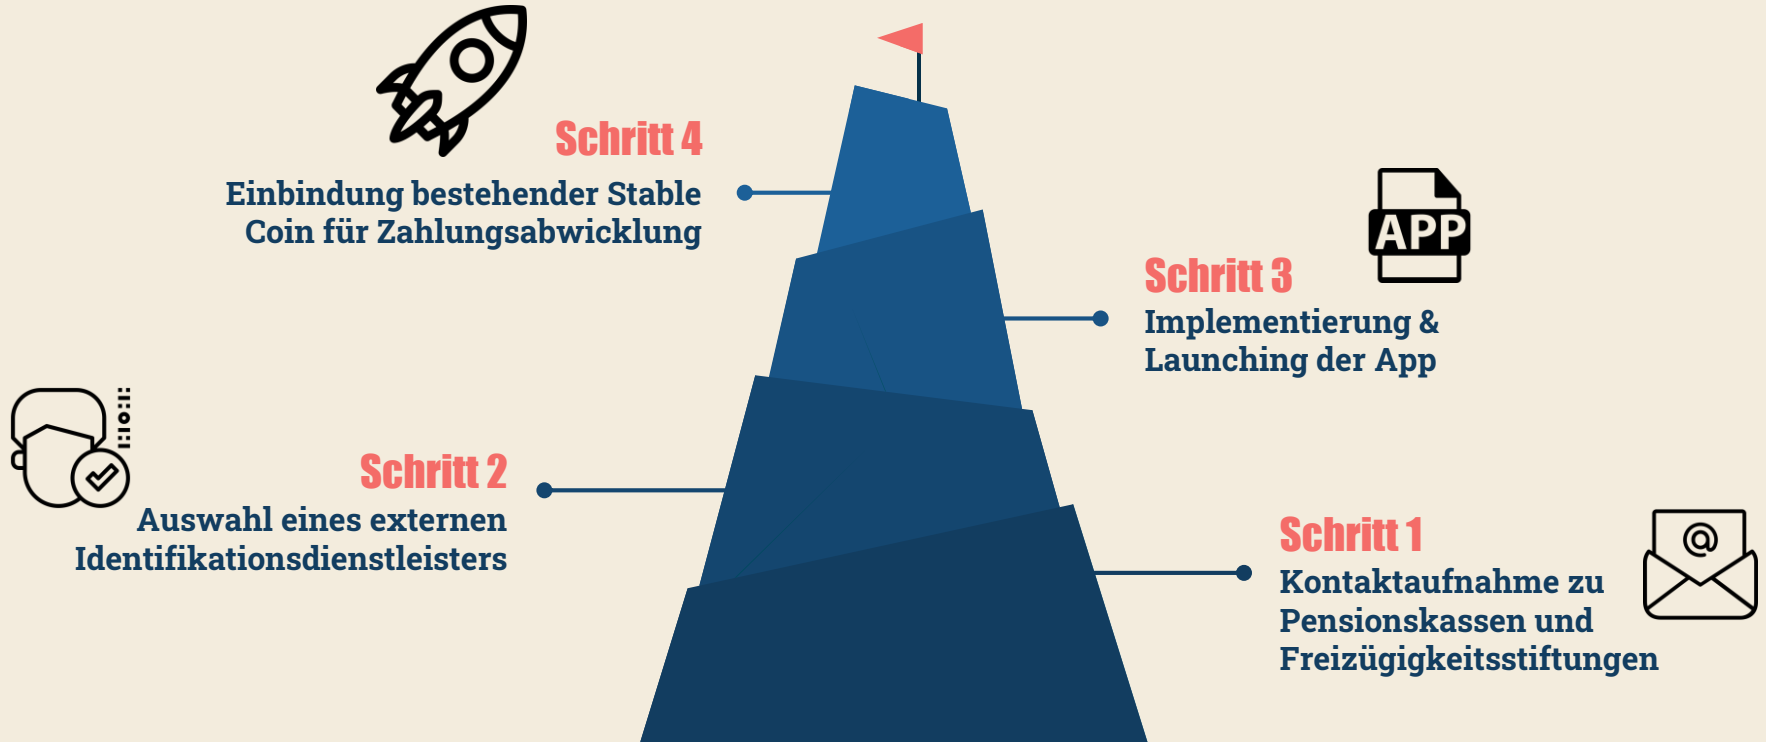 Schritt 4
Einbindung bestehender Stable
Coin für Zahlungsabwicklung
APP
Schritt 3
Implementierung &
Launching der App
Schritt 2
Auswahl eines externen
Identifikationsdienstleisters
Schritt 1
Kontaktaufnahme zu
Pensionskassen und
Freizügigkeitsstiftungen
@